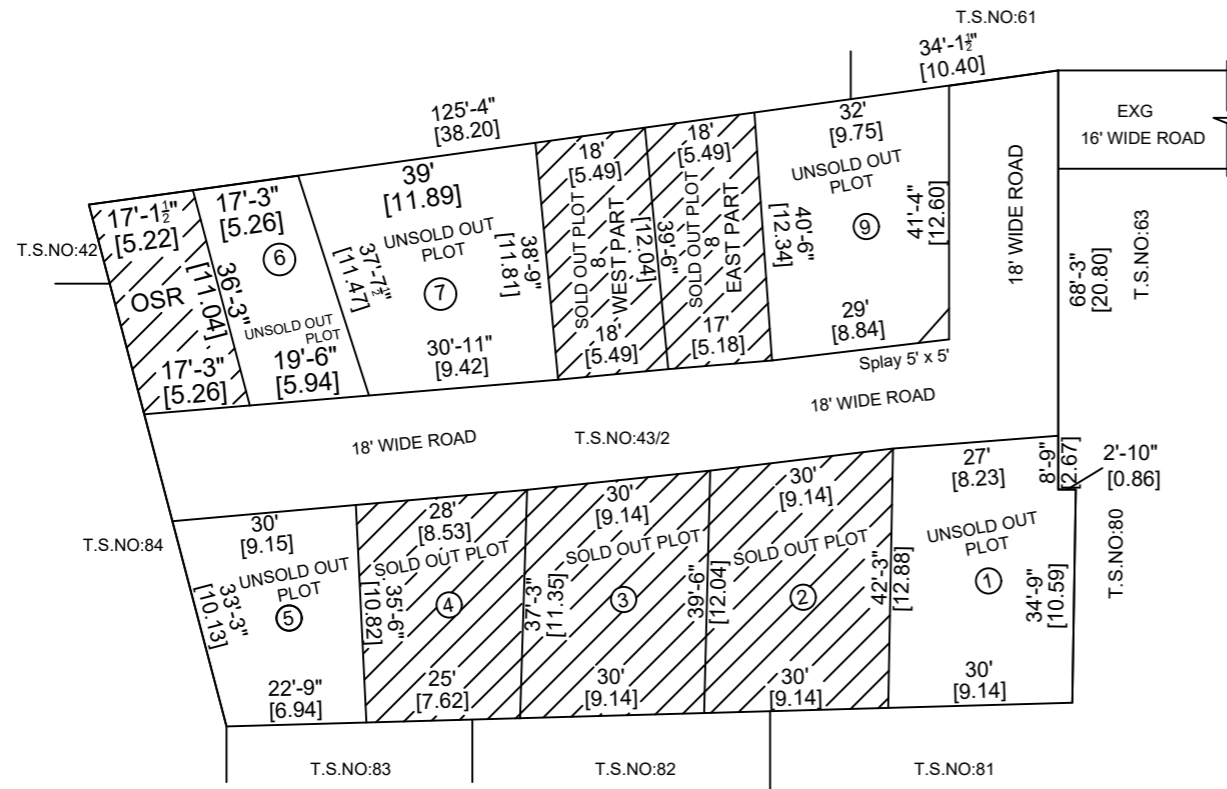 T.S.NO:61
34'-1½"
[10.40]
125'-4"
[38.20]
EXG
16' WIDE ROAD
T.S.NO:42
17'-1½"
[5.22]
OSR
17'-3"
[5.26]
36'-3"
[11.04]
17'-3"
[5.26]
6
UNSOLD OUT
PLOT
19'-6"
[5.94]
37'-7½"
[11.47]
39'
[11.89]
UNSOLD OUT
PLOT
7
38'-9"
[11.81]
30'-11"
[9.42]
18'
[5.49]
SOLD OUT PLOT
8
WEST PART
18'
[5.49]
[12.04]
39'-6"
18'
[5.49]
SOLD OUT PLOT
8
EAST PART
17'
[5.18]
32'
[9.75]
UNSOLD OUT
PLOT
9
40'-6"
[12.34]
41'-4"
[12.60]
29'
[8.84]
Splay 5' x 5'
18' WIDE ROAD
68'-3"
[20.80]
T.S.NO:63
18' WIDE ROAD
T.S.NO:43/2
18' WIDE ROAD
8'-9"
[2.67]
2'-10"
[0.86]
T.S.NO:84
30'
[9.15]
UNSOLD OUT
PLOT
5
33'-3"
[10.13]
22'-9"
[6.94]
28'
[8.53]
SOLD OUT PLOT
4
35'-6"
[10.82]
25'
[7.62]
30'
[9.14]
SOLD OUT PLOT
3
37'-3"
[11.35]
30'
[9.14]
39'-6"
[12.04]
30'
[9.14]
SOLD OUT PLOT
2
30'
[9.14]
42'-3"
[12.88]
27'
[8.23]
UNSOLD OUT
PLOT
1
34'-9"
[10.59]
30'
[9.14]
T.S.NO:80
T.S.NO:83
T.S.NO:82
T.S.NO:81